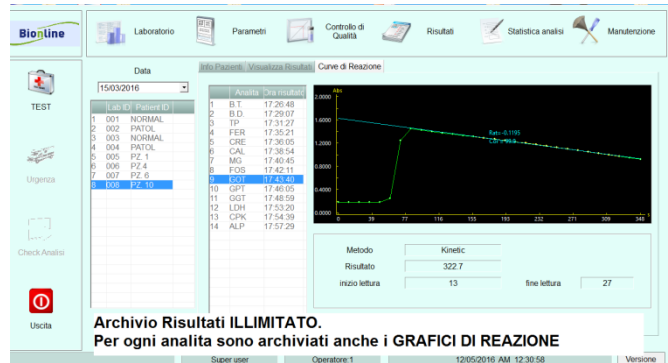 Bionline
Laboratorio
Parametri
Controllo di Qualità
Risultati
Statistica analisi
Manutenzione
TEST
Urgenza
Check Analisi
Uscita
Data
15/03/2016
Info Pazienti Visualizza Risultati Curve di Reazione
Lab ID Patient ID
1 001 NORMAL
2 002 PATOL
3 003 NORMAL
4 004 PATOL
5 005 PZ. 1
6 006 PZ.4
7 007 PZ. 6
8 008 PZ. 10
Analita Ora risultato
1 B.T. 17:26:48
2 B.D. 17:29:07
3 TP 17:31:27
4 FER 17:35:21
5 CRE 17:36:05
6 CAL 17:38:54
7 MG 17:40:45
8 FOS 17:42:11
9 GOT 17:43:40
10 GPT 17:46:05
11 GGT 17:48:59
12 LDH 17:53:20
13 CPK 17:54:39
14 ALP 17:57:29
Abs
2.0000
1.6000
1.2000
0.8000
0.4000
0.0000
0 39 77 116 155 193 232 271 309 348
Metodo Kinetic
Risultato 322.7
inizio lettura 13 fine lettura 27
Archivio Risultati ILLIMITATO.
Per ogni analita sono archiviati anche i GRAFICI DI REAZIONE
Super user Operatore:1 12/05/2016 AM 12:30:58 Versione